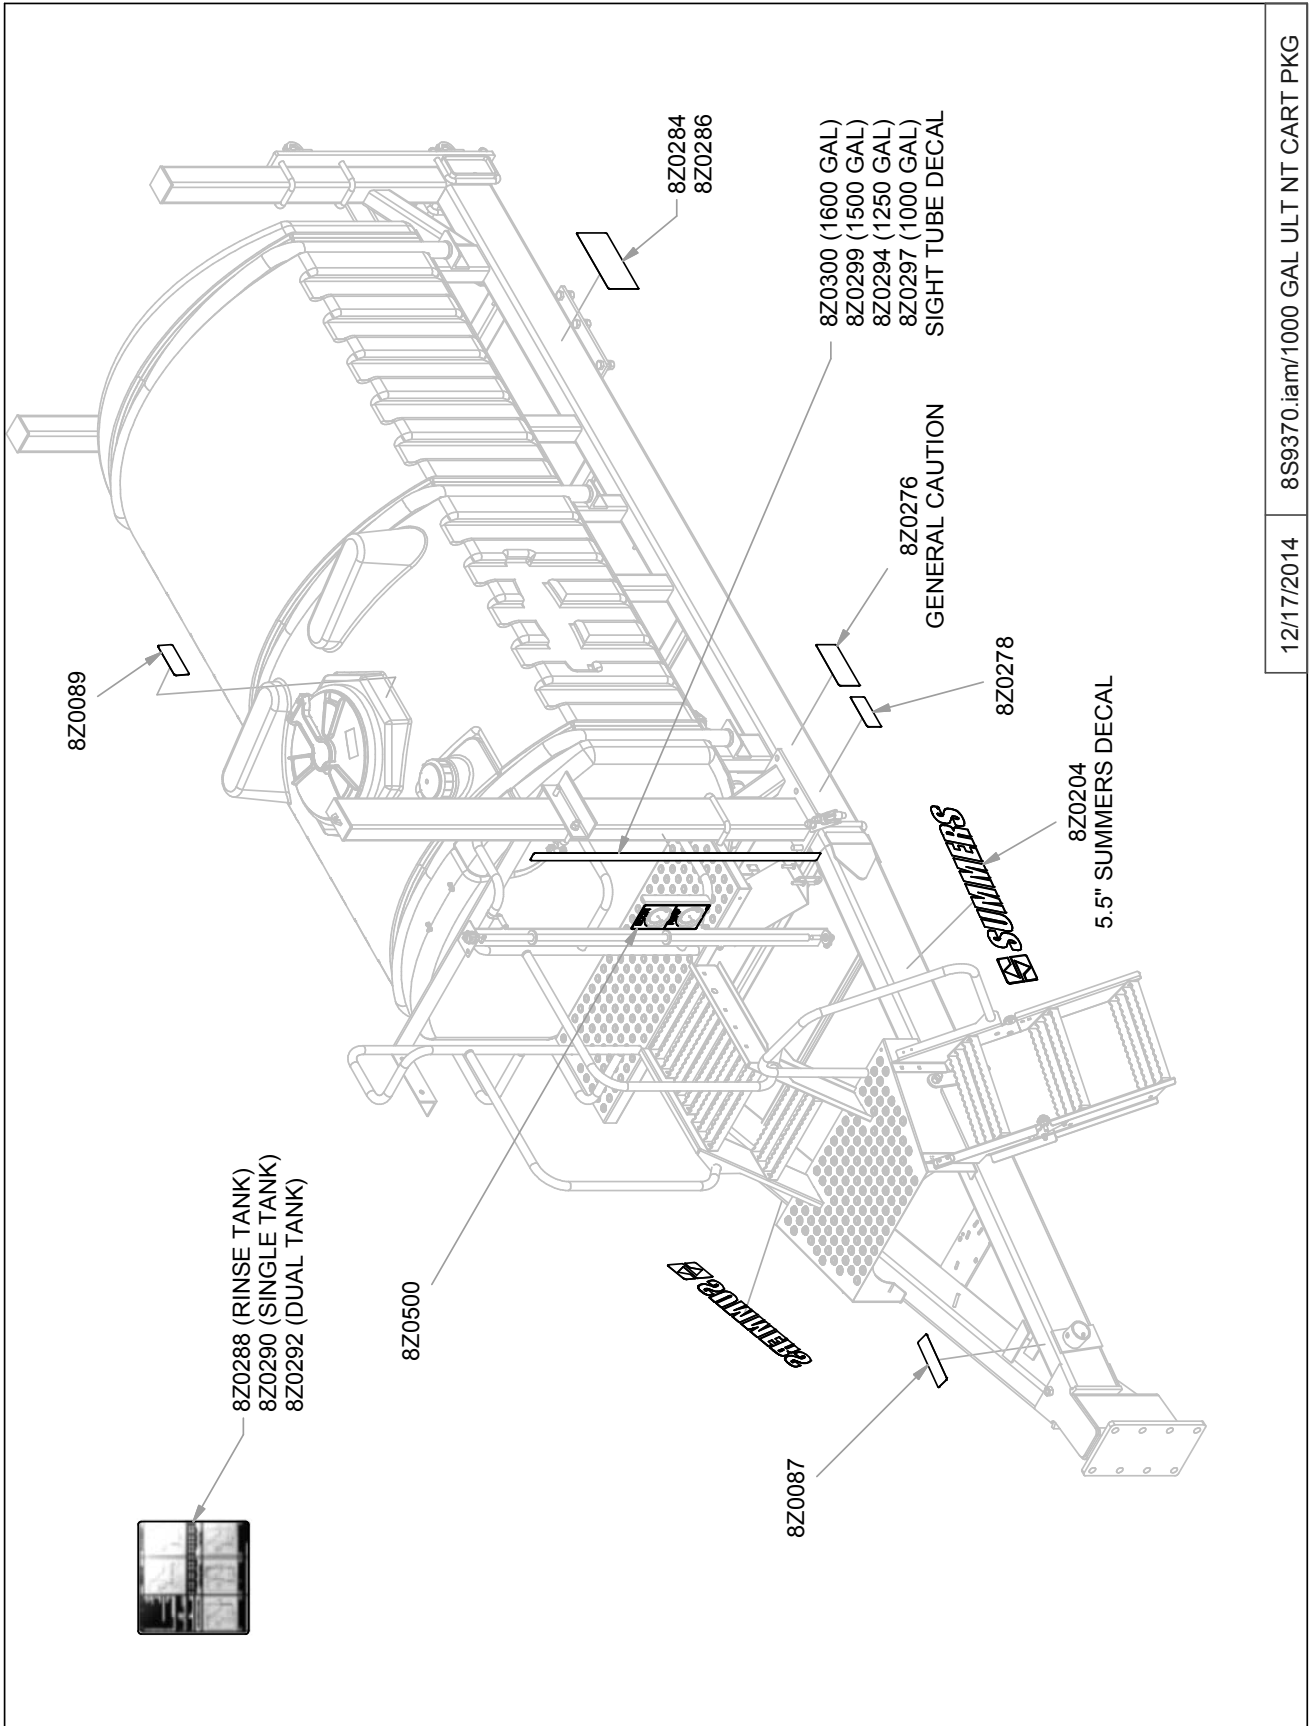 8Z0288 (RINSE TANK)
8Z0290 (SINGLE TANK)
8Z0292 (DUAL TANK)
8Z0089
8Z0500
8Z0284
8Z0286
8Z0300 (1600 GAL)
8Z0299 (1500 GAL)
8Z0294 (1250 GAL)
8Z0297 (1000 GAL)
SIGHT TUBE DECAL
8Z0276
GENERAL CAUTION
8Z0278
8Z0204
5.5" SUMMERS DECAL
SUMMERS
SUMMERS
8Z0087
12/17/2014
8S9370.iam/1000 GAL ULT NT CART PKG